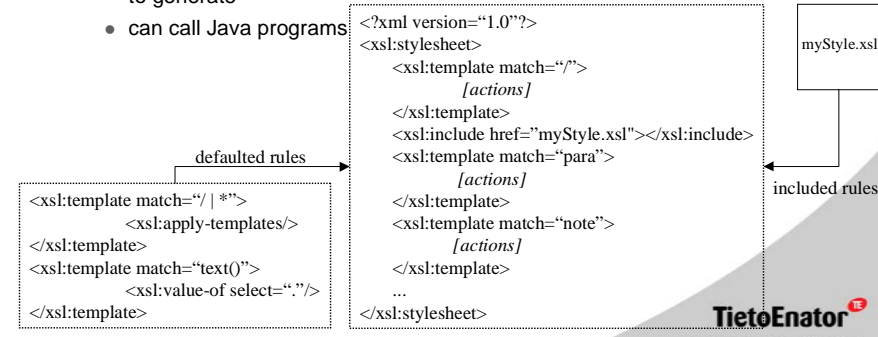 to generate
● can call Java programs
<?xml version=“1.0”?>
<xsl:stylesheet>
<xsl:template match=“/”>
[actions]
</xsl:template>
<xsl:include href=”myStyle.xsl"></xsl:include>
<xsl:template match=“para”>
[actions]
</xsl:template>
<xsl:template match=“note”>
[actions]
</xsl:template>
...
</xsl:stylesheet>
myStyle.xsl
defaulted rules
included rules
<xsl:template match=“/ | *”>
<xsl:apply-templates/>
</xsl:template>
<xsl:template match=“text()”>
<xsl:value-of select=“.”/>
</xsl:template>
TietoEnator TE